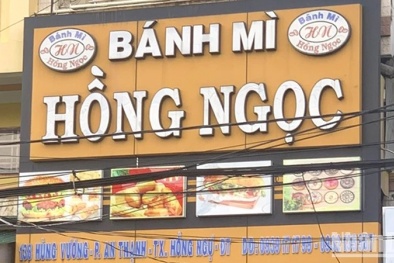 Bánh Mì
HN
Hồng Ngọc
BÁNH MÌ
Bánh Mì
HN
Hồng Ngọc
HỒNG NGỌC
HÙNG VƯƠNG - P. AN THẠNH - TX. HỒNG NGỰ - ĐT
Nhân